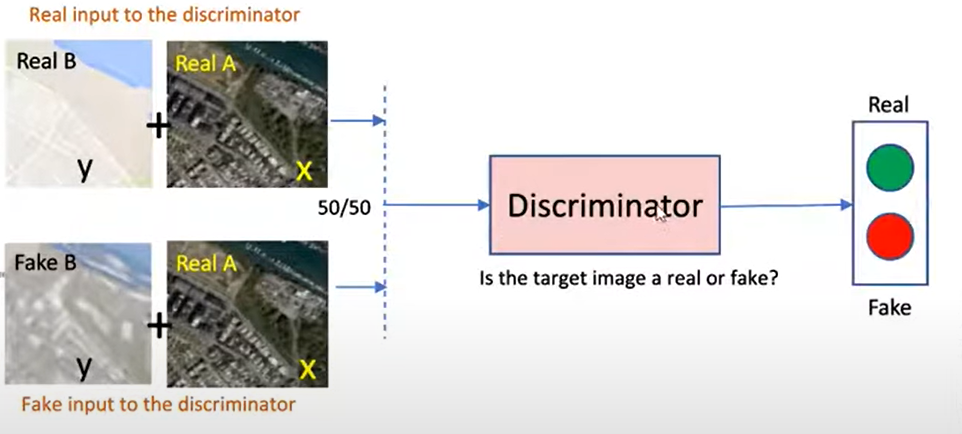 Real input to the discriminator
Real B
Real A
+
y
X
50/50
Discriminator
Is the target image a real or fake?
Real
Fake
Fake B
Real A
+
y
X
Fake input to the discriminator